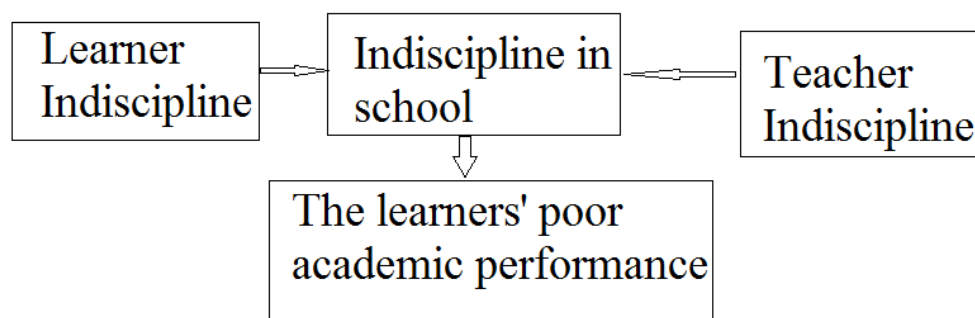 Learner
Indiscipline
Indiscipline in
school
Teacher
Indiscipline
The learners' poor
academic performance